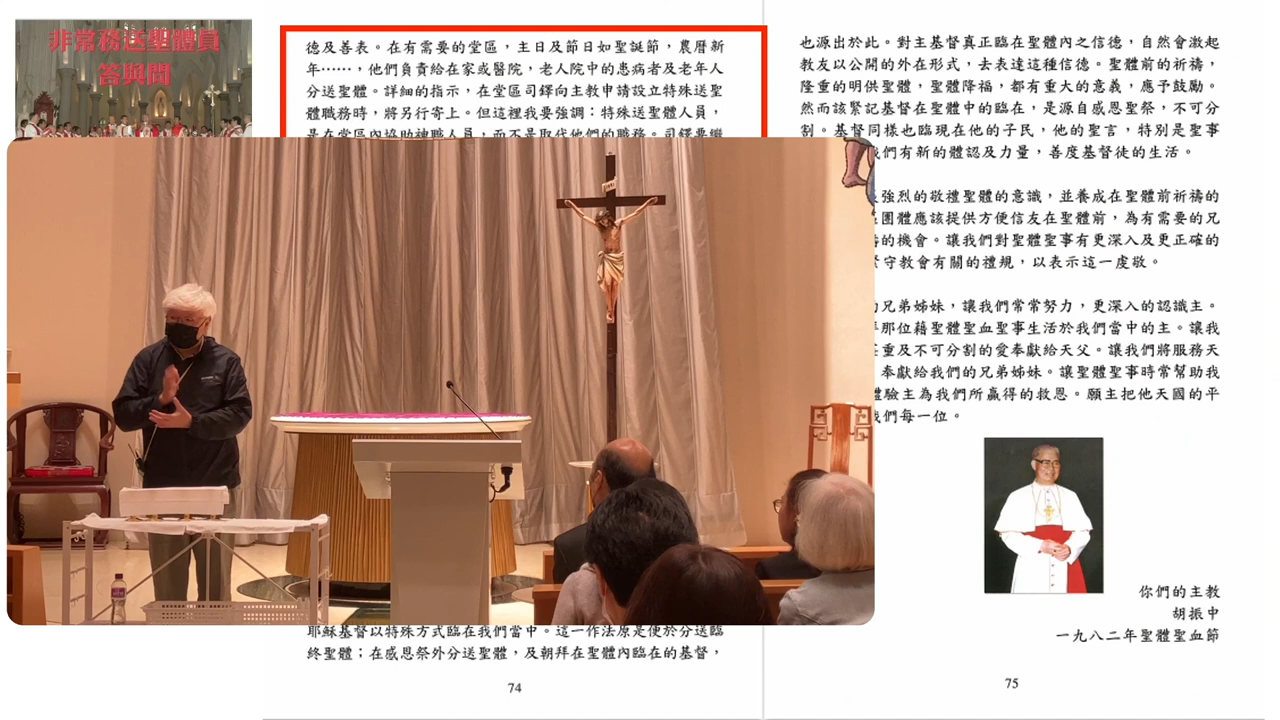 非常務送聖體員
答與問
德及善表。在有需要的堂區，主日及節日如聖誕節，農曆新
年⋯⋯，他們負責給在家或醫院，老人院中的患病者及老年人
分送聖體。詳細的指示，在堂區司鐸向主教申請設立特殊送聖
體職務時，將另行寄上。但這裡我要強調：特殊送聖體人員，
是在堂區內協助神職人員，而不是取代他們的職務。司鐸要繼
耶穌基督以特殊方式臨在我們當中。這一作法原是便於分送臨
終聖體；在感恩祭外分送聖體，及朝拜在聖體內臨在的基督，
74
也源出於此。對主基督真正臨在聖體內之信德，自然會激起
教友以公開的外在形式，去表達這種信德。聖體前的祈禱，
隆重的明供聖體，聖體降福，都有重大的意義，應予鼓勵。
然而該緊記基督在聖體中的臨在，是源自感恩聖祭，不可分
割。基督同樣也臨現在他的子民，他的聖言，特別是聖事
我們有新的體認及力量，善度基督徒的生活。
強烈的敬禮聖體的意識，並養成在聖體前祈禱的
團體應該提供方便信友在聖體前，為有需要的兄
的機會。讓我們對聖體聖事有更深入及更正確的
守教會有關的禮規，以表示這一虔敬。
的兄弟姊妹，讓我們常常努力，更深入的認識主。
那位藉聖體聖血聖事生活於我們當中的主。讓我
重及不可分割的愛奉獻給天父。讓我們將服務天
奉獻給我們的兄弟姊妹。讓聖體聖事時常幫助我
體驗主為我們所贏得的救恩。願主把他天國的平
我們每一位。
你們的主教
胡振中
一九八二年聖體聖血節
75